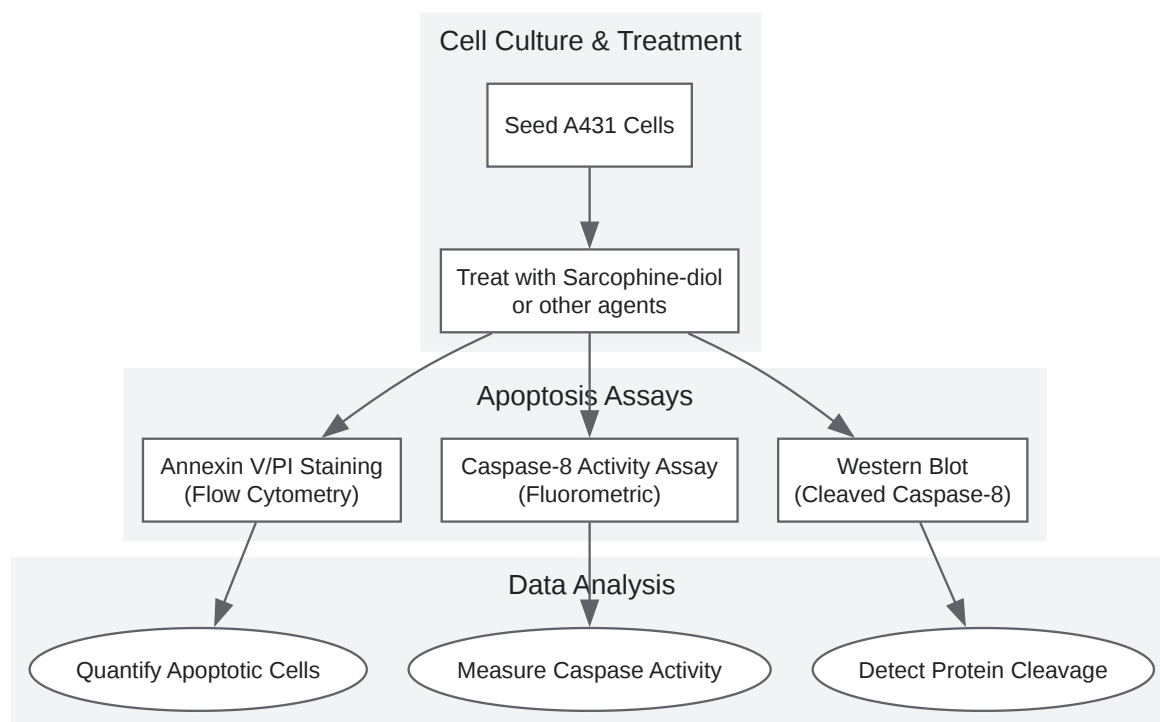 Cell Culture & Treatment
Seed A431 Cells
Treat with Sarcophine-diol
or other agents
Apoptosis Assays
Annexin V/PI Staining
(Flow Cytometry)
Caspase-8 Activity Assay
(Fluorometric)
Western Blot
(Cleaved Caspase-8)
Data Analysis
Quantify Apoptotic Cells
Measure Caspase Activity
Detect Protein Cleavage